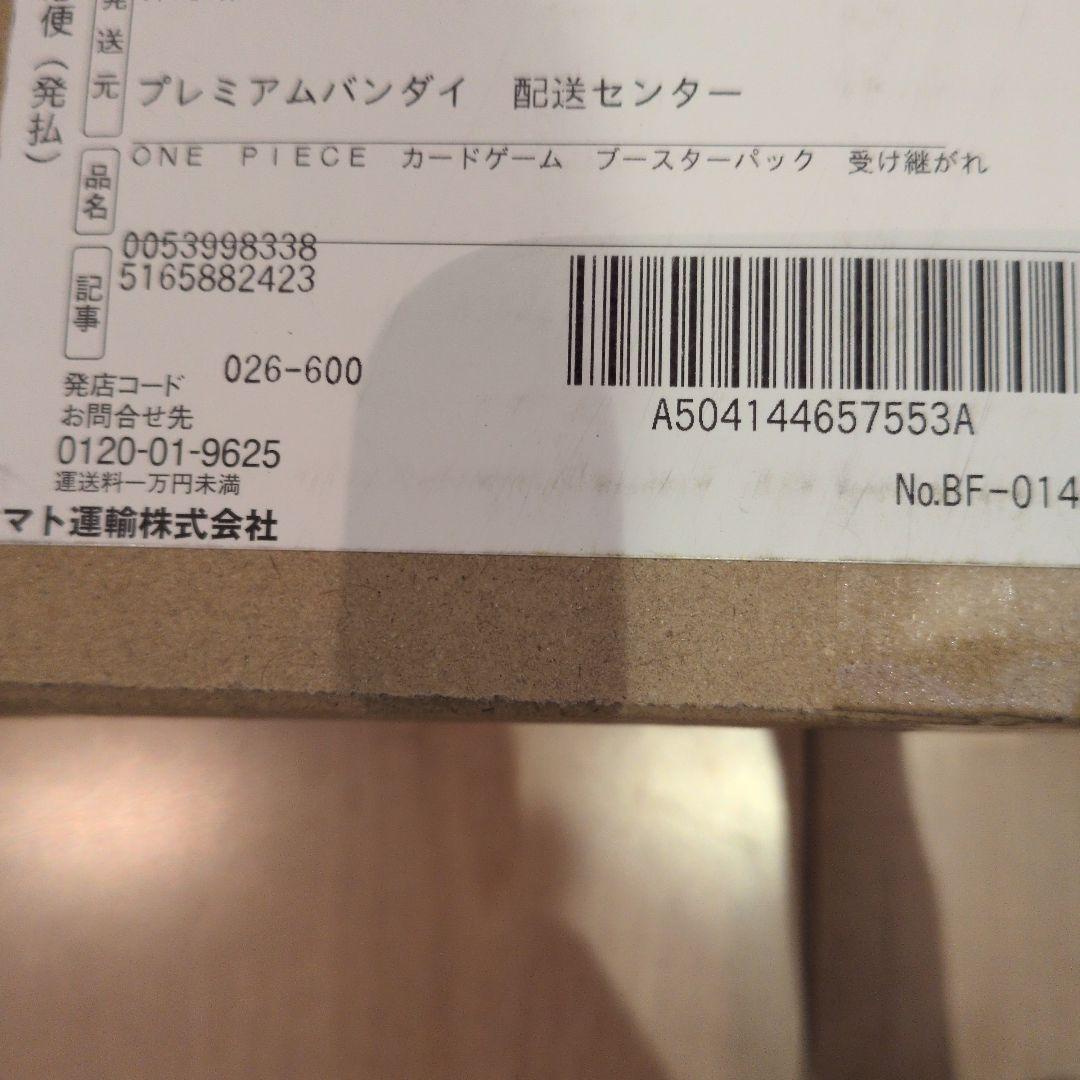 便(発払)
発送元
プレミアムバンダイ 配送センター
品名
ONE PIECE カードゲーム ブースターパック 受け継がれ
記事
0053998338
5165882423
発店コード 026-600
お問合せ先
0120-01-9625
運送料一万円未満
マト運輸株式会社
A504144657553A
No.BF-014